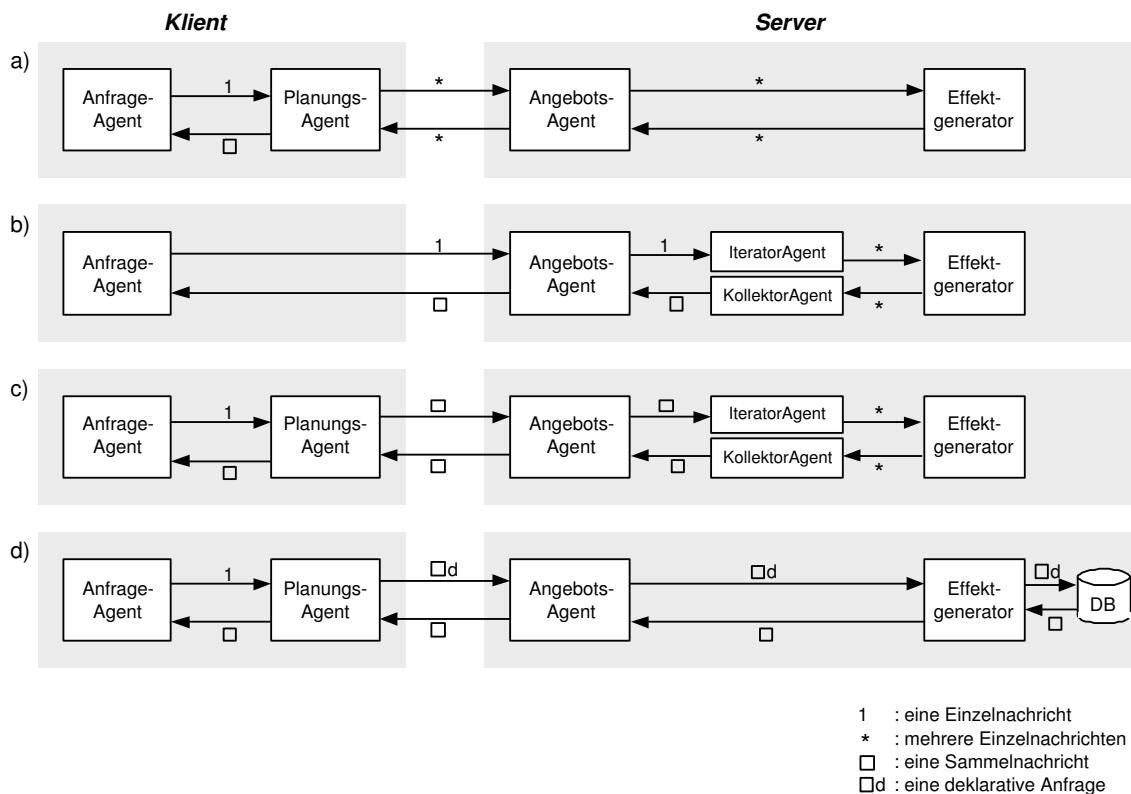 Klient Server
a)
1 * *
Anfrage-
Agent
Planungs-
Agent
Angebots-
Agent
Effekt-
generator
□ * *
b)
1 1 *
Anfrage-
Agent
Angebots-
Agent
IteratorAgent
KollektorAgent
Effekt-
generator
□ □ *
c)
1 □ □ *
Anfrage-
Agent
Planungs-
Agent
Angebots-
Agent
IteratorAgent
KollektorAgent
Effekt-
generator
□ □ □ *
d)
1 □d □d □d
Anfrage-
Agent
Planungs-
Agent
Angebots-
Agent
Effekt-
generator
DB
□ □ □ □
1 : eine Einzelnachricht
* : mehrere Einzelnachrichten
□ : eine Sammelnachricht
□d : eine deklarative Anfrage